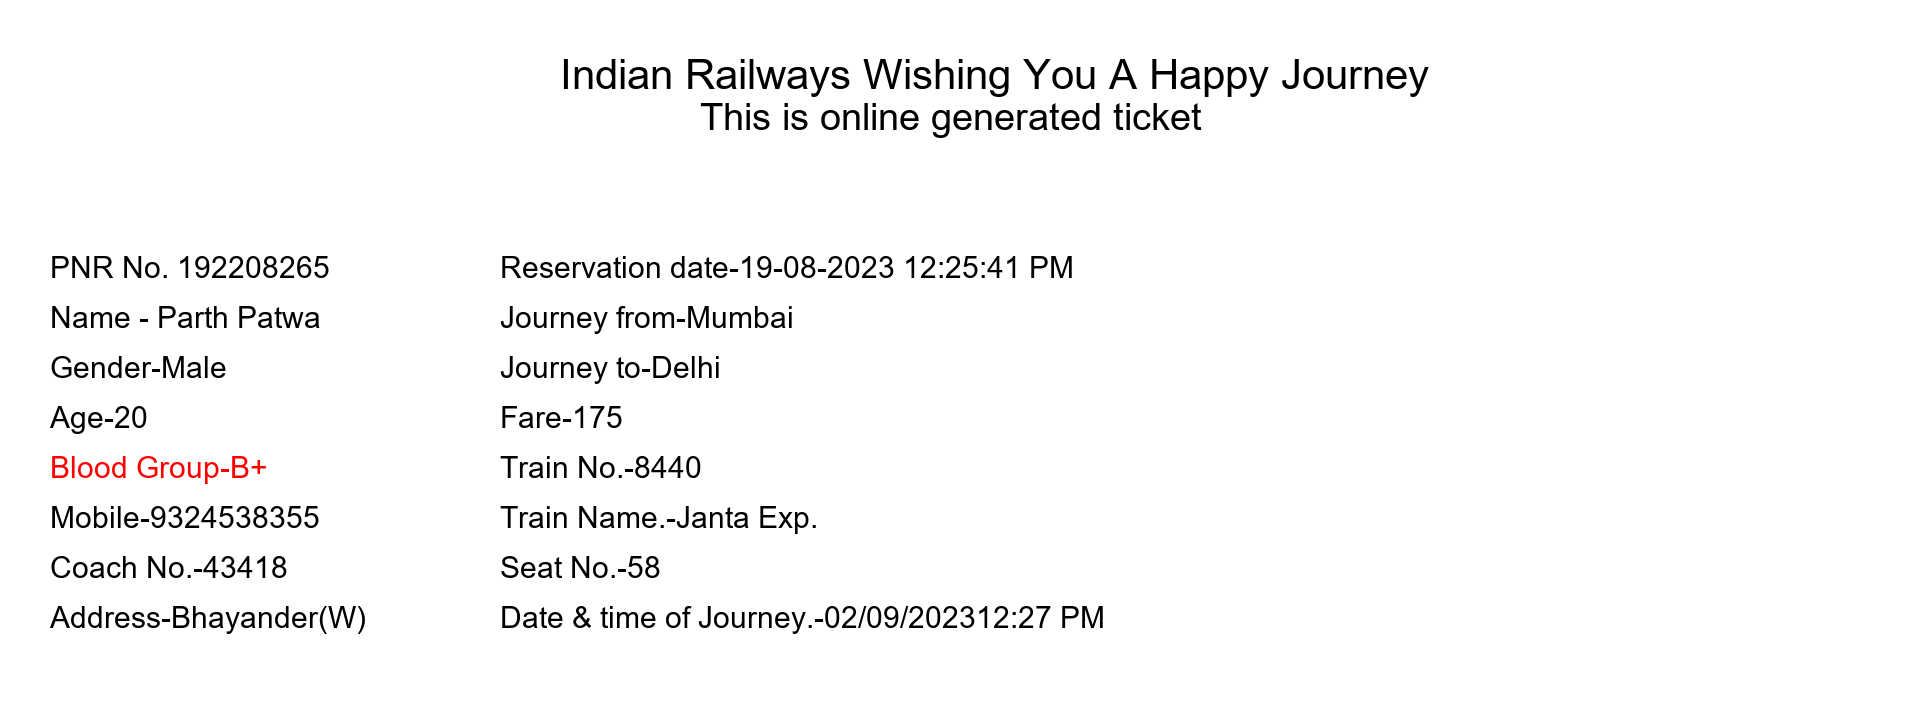 Indian Railways Wishing You A Happy Journey
This is online generated ticket
PNR No. 192208265
Reservation date-19-08-2023 12:25:41 PM
Name - Parth Patwa
Journey from-Mumbai
Gender-Male
Journey to-Delhi
Age-20
Fare-175
Blood Group-B+
Train No.-8440
Mobile-9324538355
Train Name.-Janta Exp.
Coach No.-43418
Seat No.-58
Address-Bhayander(W)
Date & time of Journey.-02/09/202312:27 PM